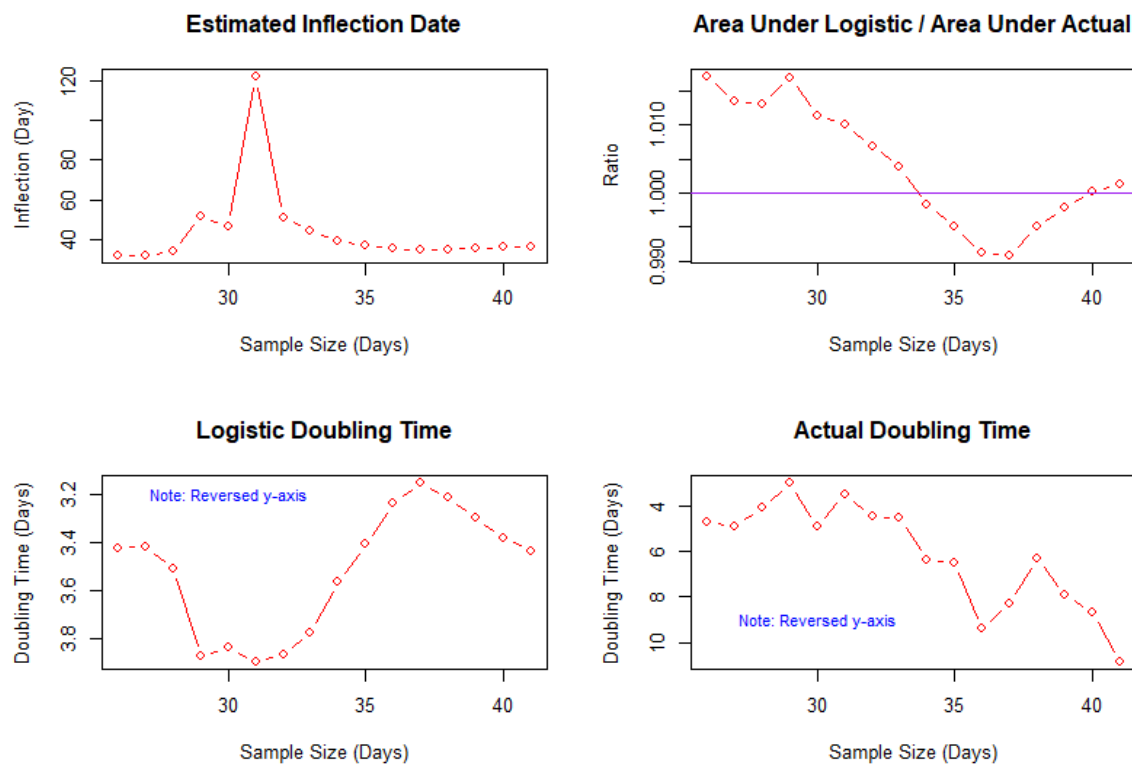 Estimated Inflection Date
Inflection (Day)
120
80
60
40
30
35
40
Sample Size (Days)
Area Under Logistic / Area Under Actual
Ratio
1.010
1.000
0.990
30
35
40
Sample Size (Days)
Logistic Doubling Time
Note: Reversed y-axis
Doubling Time (Days)
3.2
3.4
3.6
3.8
30
35
40
Sample Size (Days)
Actual Doubling Time
Note: Reversed y-axis
Doubling Time (Days)
4
6
8
10
30
35
40
Sample Size (Days)